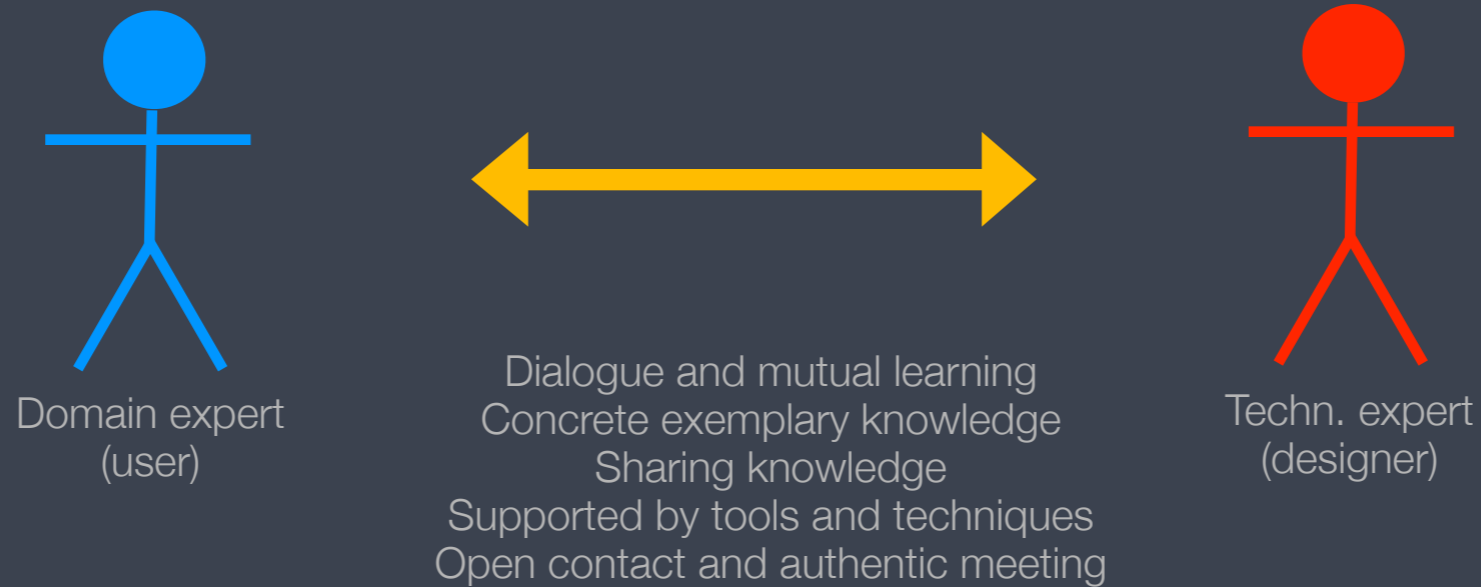 Domain expert
(user)
Dialogue and mutual learning
Concrete exemplary knowledge
Sharing knowledge
Supported by tools and techniques
Open contact and authentic meeting
Techn. expert
(designer)